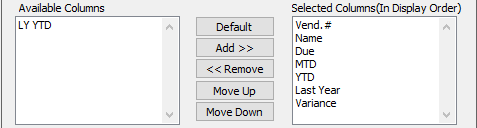 Available Columns
LY YTD
Default
Add >>
<< Remove
Move Up
Move Down
Selected Columns(In Display Order)
Vend. #
Name
Due
MTD
YTD
Last Year
Variance